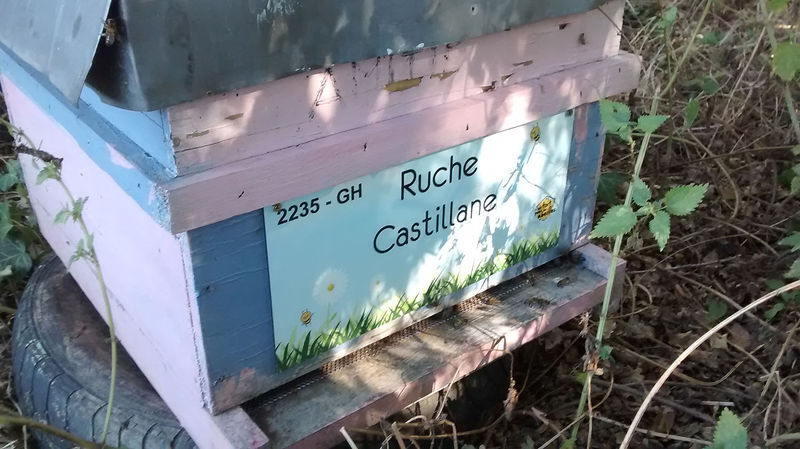 2235 - GH
Ruche
Castillane